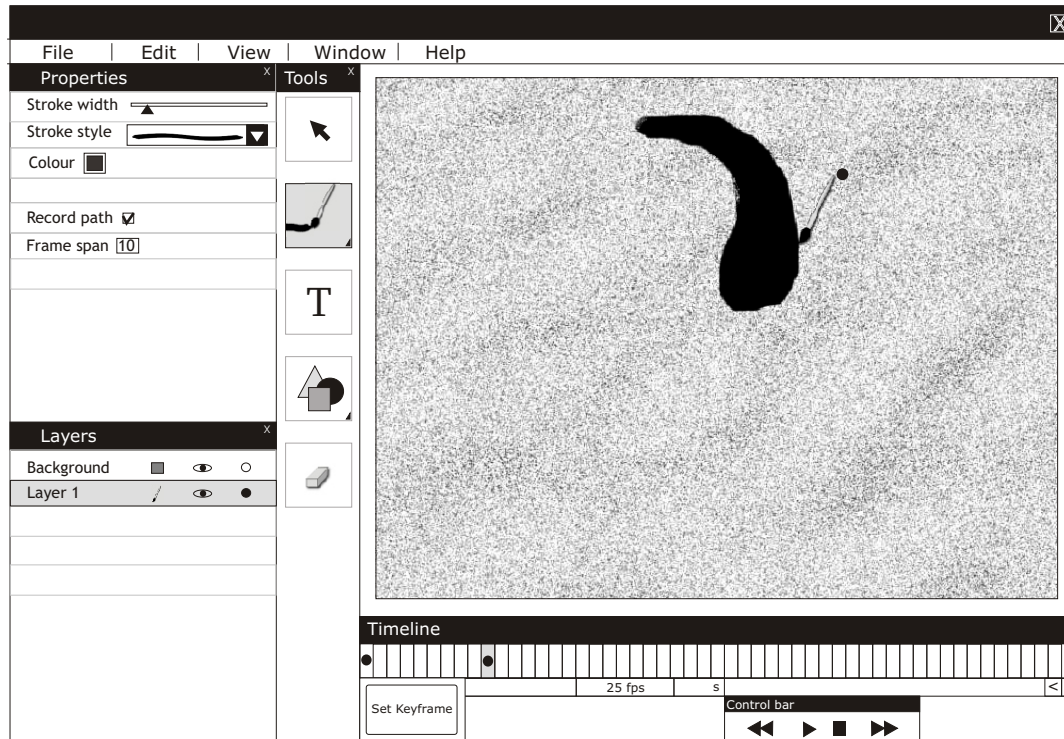 X
File | Edit | View | Window | Help
Properties X
Tools X
Stroke width
Stroke style
Colour
Record path
Frame span 10
T
Layers X
Background
Layer 1
Timeline
25 fps s <
Set Keyframe
Control bar